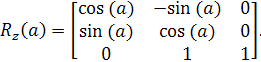 R_z(a) = [cos (a) −sin (a) 0
sin (a) cos (a) 0
0 1 1].